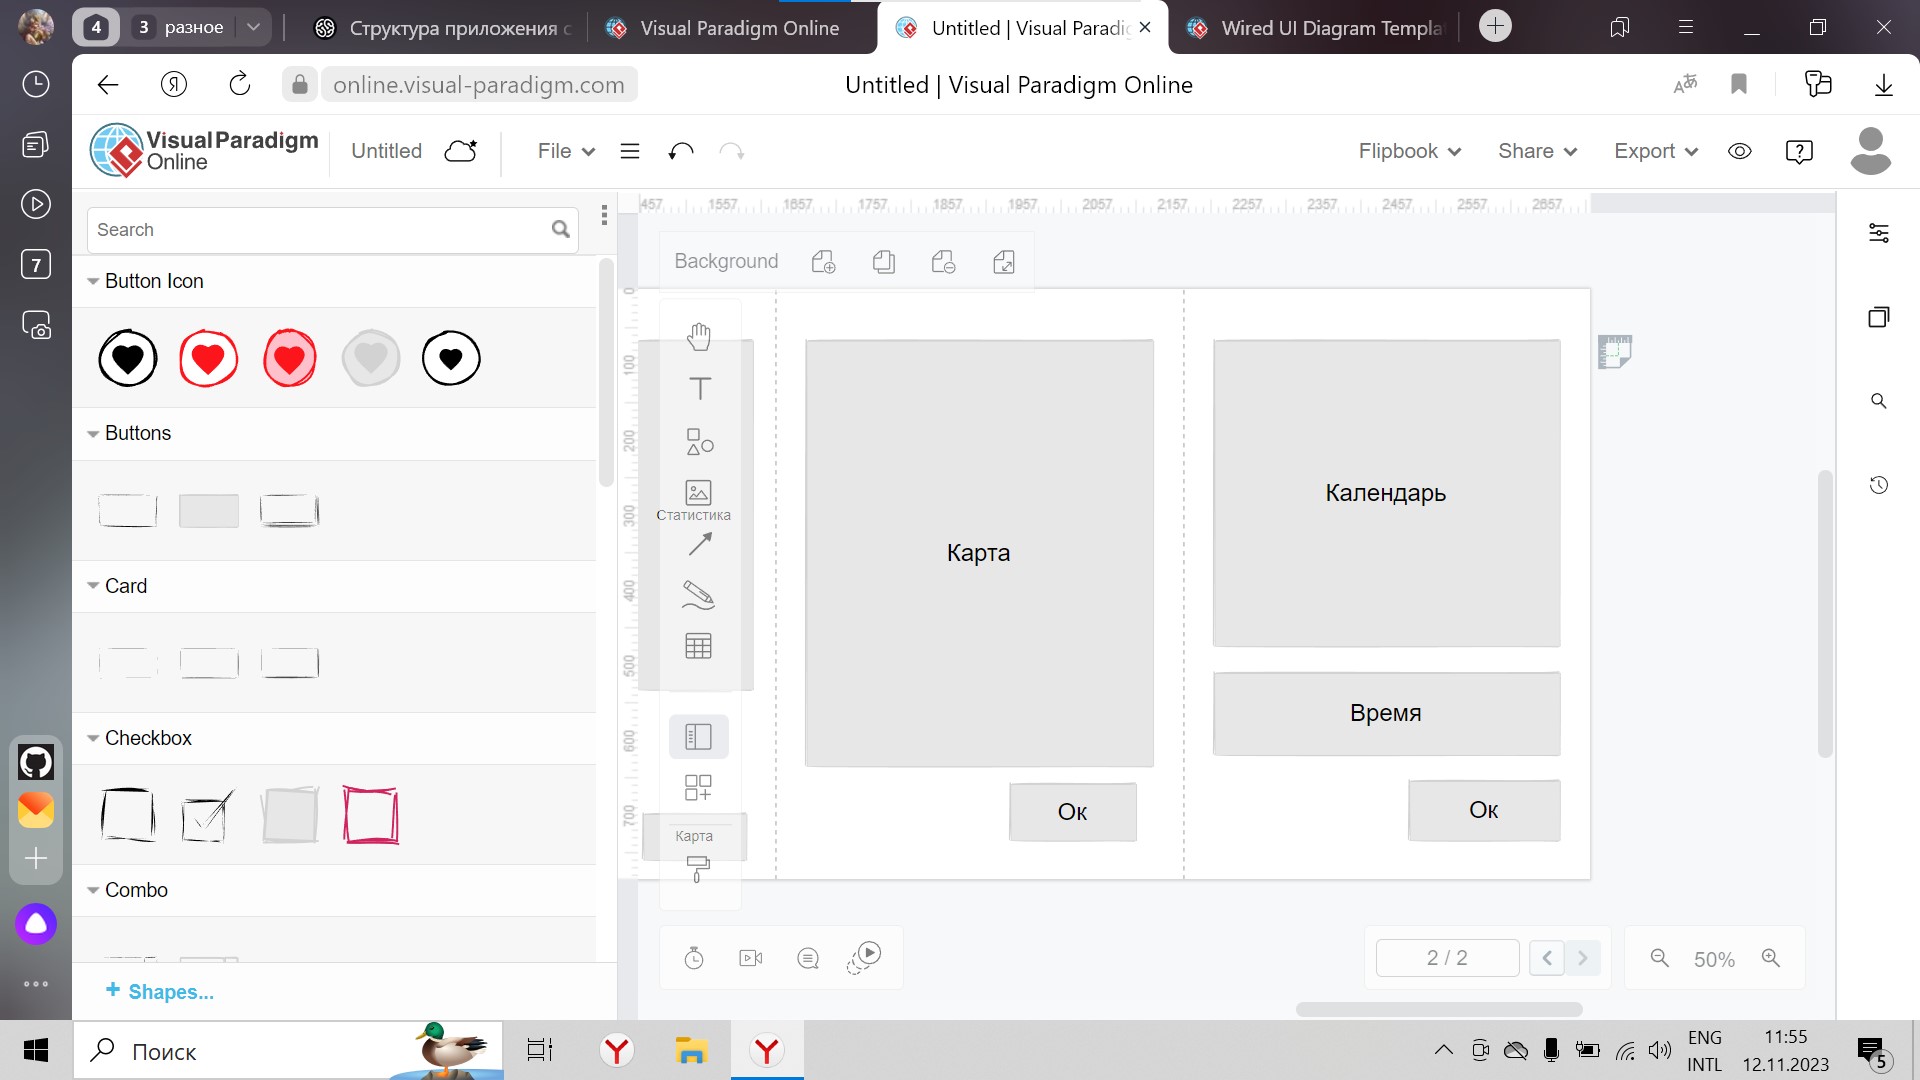 4
3 разное
Структура приложения с
Visual Paradigm Online
Untitled | Visual Paradi
Wired UI Diagram Templa
online.visual-paradigm.com
Untitled | Visual Paradigm Online
7
Visual Paradigm
Online
Untitled
File
Flipbook
Share
Export
Search
457 1557 1657 1757 1857 1957 2057 2157 2257 2357 2457 2557 2657
Background
0
100
200
300
400
500
600
700
Button Icon
Buttons
Card
Checkbox
Combo
+ Shapes...
Статистика
Карта
Карта
Ок
Календарь
Время
Ок
2 / 2
50%
Поиск
ENG
INTL
11:55
12.11.2023
5